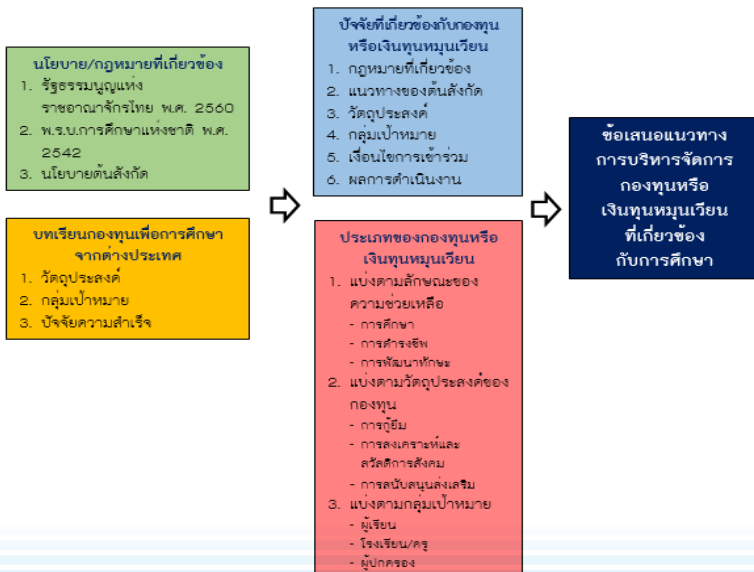 นโยบาย/กฎหมายที่เกี่ยวข้อง
1. รัฐธรรมนูญแห่ง
ราชอาณาจักรไทย พ.ศ. 2560
2. พ.ร.บ.การศึกษาแห่งชาติ พ.ศ.
2542
3. นโยบายต้นสังกัด
บทเรียนกองทุนเพื่อการศึกษา
จากต่างประเทศ
1. วัตถุประสงค์
2. กลุ่มเป้าหมาย
3. ปัจจัยความสำเร็จ
ปัจจัยที่เกี่ยวข้องกับกองทุน
หรือเงินทุนหมุนเวียน
1. กฎหมายที่เกี่ยวข้อง
2. แนวทางของต้นสังกัด
3. วัตถุประสงค์
4. กลุ่มเป้าหมาย
5. เงื่อนไขการเข้าร่วม
6. ผลการดำเนินงาน
ประเภทของกองทุนหรือ
เงินทุนหมุนเวียน
1. แบ่งตามลักษณะของ
ความช่วยเหลือ
- การศึกษา
- การดำรงชีพ
- การพัฒนาทักษะ
2. แบ่งตามวัตถุประสงค์ของ
กองทุน
- การกู้ยืม
- การสงเคราะห์และ
สวัสดิการสังคม
- การสนับสนุนส่งเสริม
3. แบ่งตามกลุ่มเป้าหมาย
- ผู้เรียน
- โรงเรียน/ครู
- ผู้ปกครอง
ข้อเสนอแนวทาง
การบริหารจัดการ
กองทุนหรือ
เงินทุนหมุนเวียน
ที่เกี่ยวข้อง
กับการศึกษา